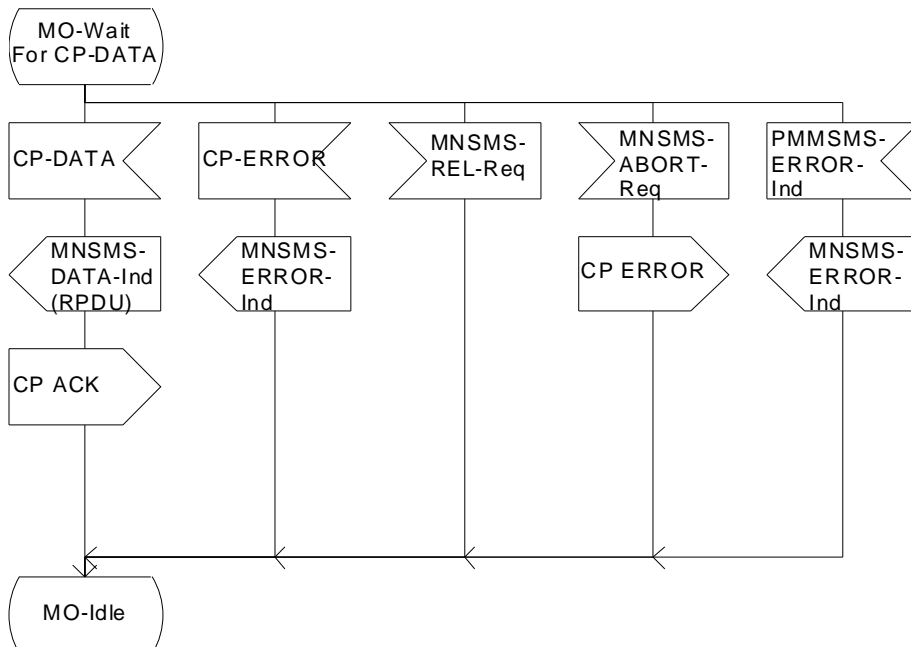 MO-Wait
For CP-DATA
CP-DATA
CP-ERROR
MNSMS-
REL-Req
MNSMS-
ABORT-
Req
PMMSMS-
ERROR-
Ind
MNSMS-
DATA-Ind
(RPDU)
MNSMS-
ERROR-
Ind
CP ERROR
MNSMS-
ERROR-
Ind
CP ACK
MO-Idle